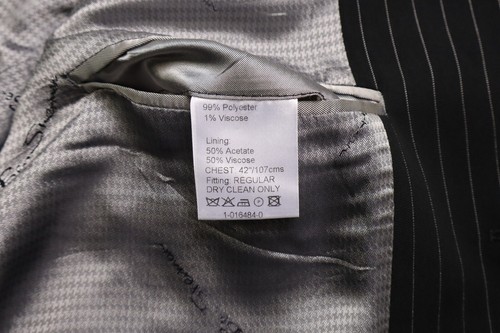 99% Polyester
1% Viscose
Lining:
50% Acetate
50% Viscose
CHEST: 42"/107cms
Fitting: REGULAR
DRY CLEAN ONLY
1-016484-0